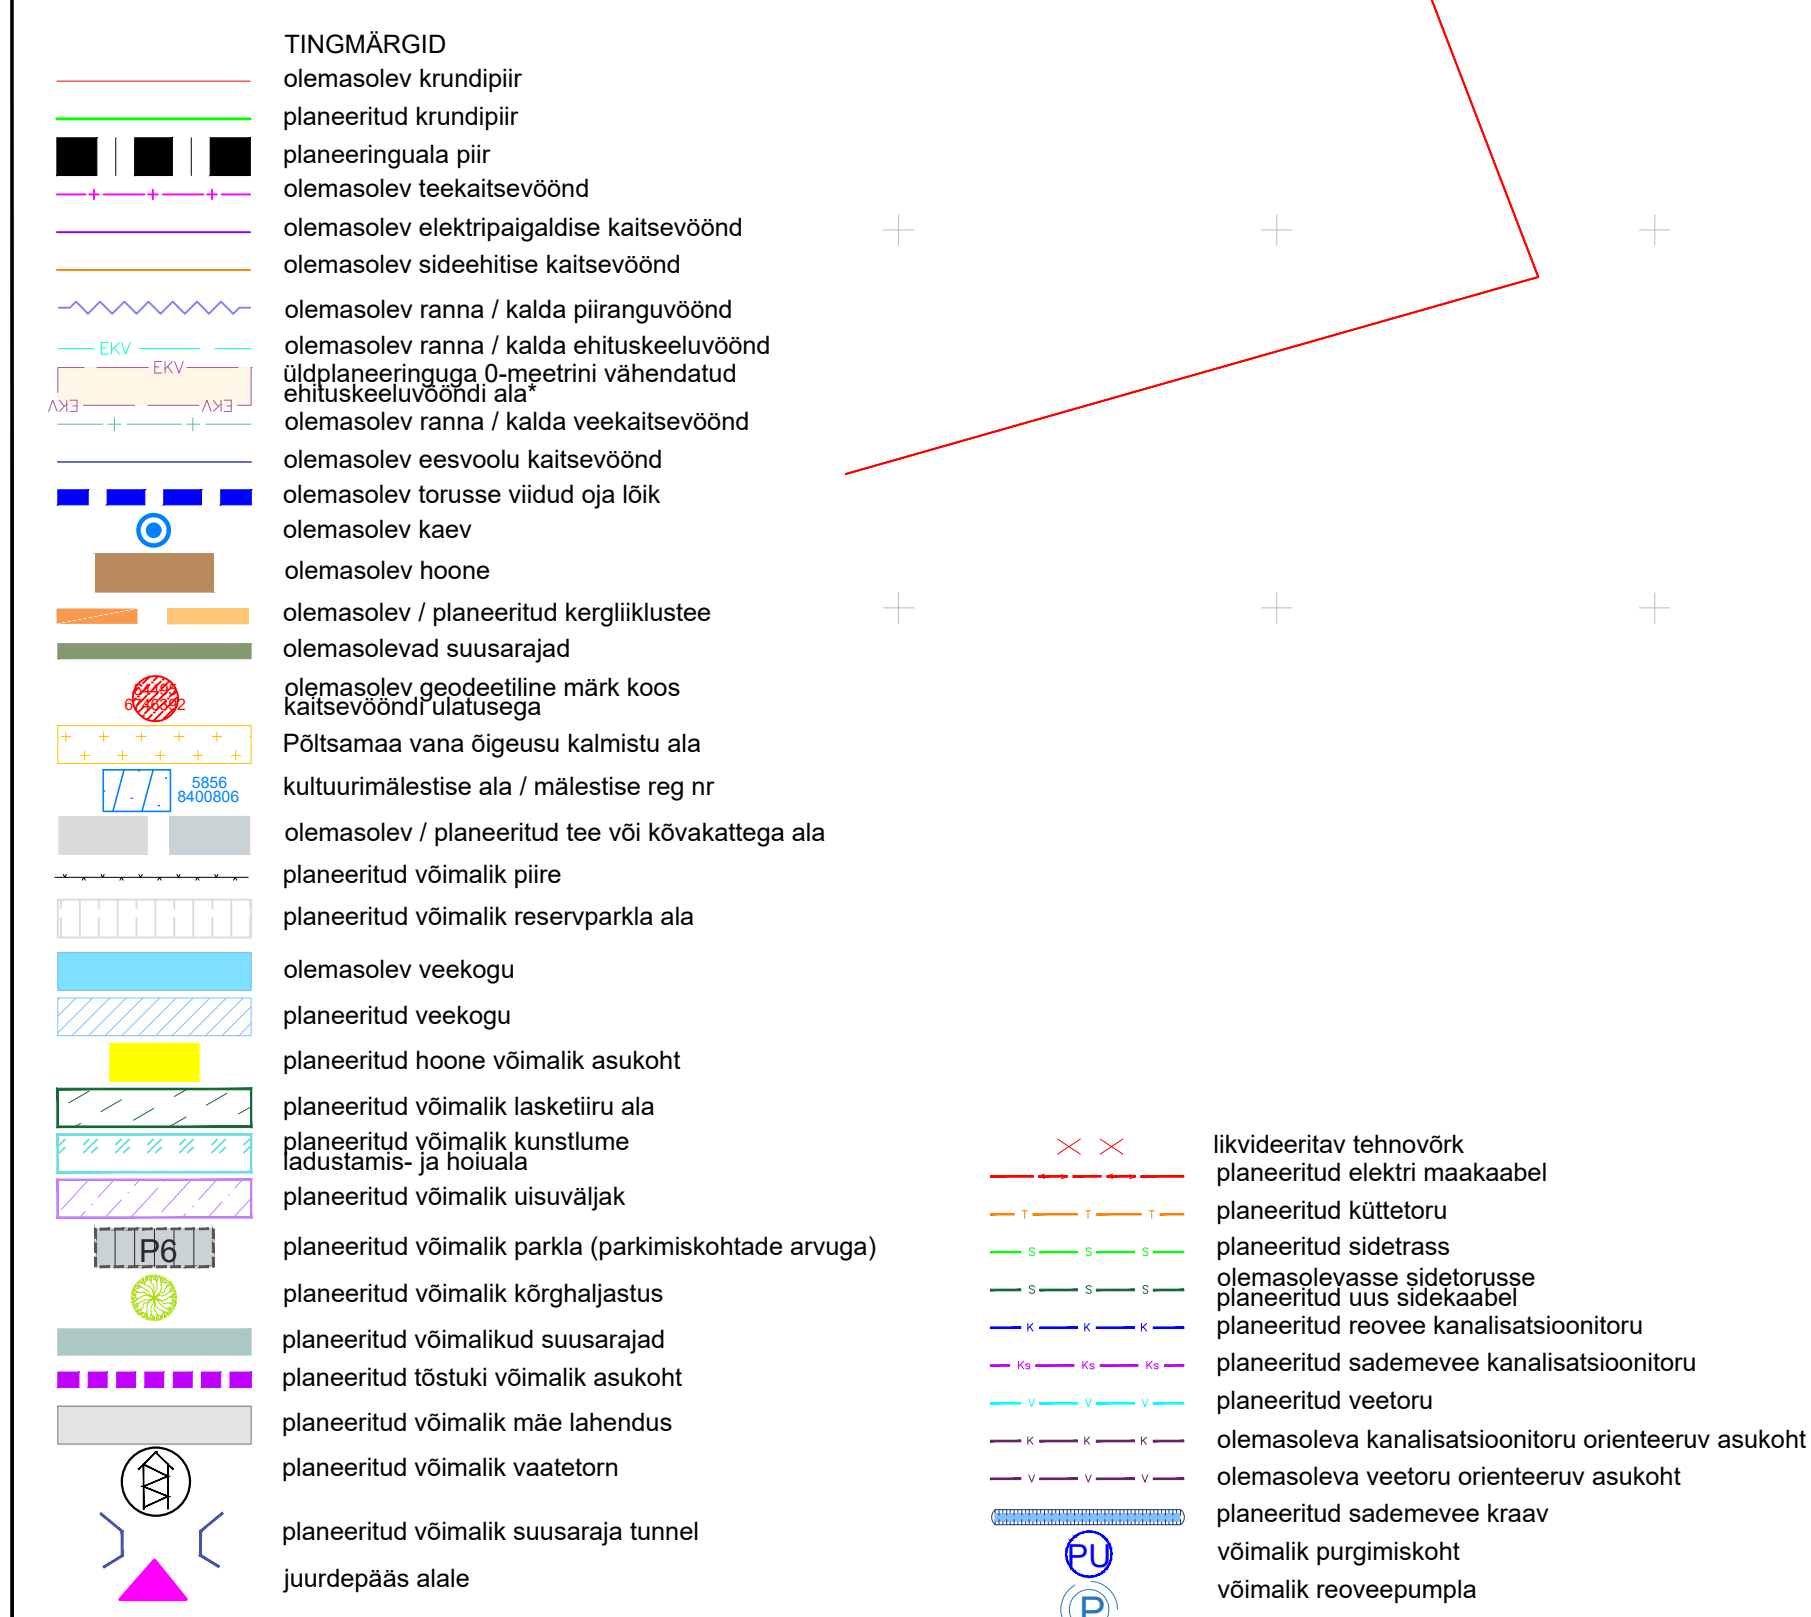 TINGMÄRGID
olemasolev krundipiir
planeeritud krundipiir
planeeringuala piir
olemasolev teekaitsevöönd
olemasolev elektripaigaldise kaitsevöönd
olemasolev sideehitise kaitsevöönd
olemasolev ranna / kalda piiranguvöönd
EKV olemasolev ranna / kalda ehituskeeluvöönd
EKV üldplaneeringuga 0-meetrini vähendatud
EKV EKV ehituskeeluvööndi ala*
olemasolev ranna / kalda veekaitsevöönd
olemasolev eesvoolu kaitsevöönd
olemasolev torusse viidud oja lõik
olemasolev kaev
olemasolev hoone
olemasolev / planeeritud kergliiklustee
olemasolevad suusarajad
64495 olemasolev geodeetiline märk koos
6746392 kaitsevööndi ulatusega
Põltsamaa vana õigeusu kalmistu ala
5856
8400806
kultuurimälestise ala / mälestise reg nr
olemasolev / planeeritud tee või kõvakattega ala
planeeritud võimalik piire
planeeritud võimalik reservparkla ala
olemasolev veekogu
planeeritud veekogu
planeeritud hoone võimalik asukoht
planeeritud võimalik lasketiiru ala
planeeritud võimalik kunstlume
ladustamis- ja hoiuala
planeeritud võimalik uisuväljak
P6 planeeritud võimalik parkla (parkimiskohtade arvuga)
planeeritud võimalik kõrghaljastus
planeeritud võimalikud suusarajad
planeeritud tõstuki võimalik asukoht
planeeritud võimalik mäe lahendus
planeeritud võimalik vaatetorn
planeeritud võimalik suusaraja tunnel
juurdepääs alale
likvideeritav tehnovõrk
planeeritud elektri maakaabel
T T T planeeritud küttetoru
S S S planeeritud sidetrass
olemasolevasse sidetorusse
S S S planeeritud uus sidekaabel
K K K planeeritud reovee kanalisatsioonitoru
Ks Ks Ks planeeritud sademevee kanalisatsioonitoru
V V V planeeritud veetoru
K K K olemasoleva kanalisatsioonitoru orienteeruv asukoht
V V V olemasoleva veetoru orienteeruv asukoht
planeeritud sademevee kraav
PU võimalik purgimiskoht
P võimalik reoveepumpla